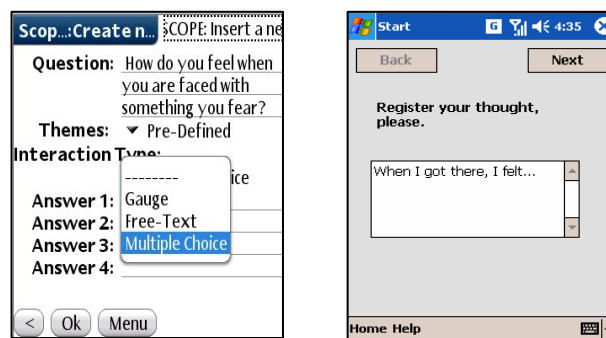 Scop...:Create n... SCOPE: Insert a ne
Question: How do you feel when
you are faced with
something you fear?
Themes: Pre-Defined
Interaction Type:
--------
ice
Answer 1: Gauge
Answer 2: Free-Text
Answer 3: Multiple Choice
Answer 4:
< Ok Menu
Start G 4:35
Back Next
Register your thought,
please.
When I got there, I felt...
Home Help